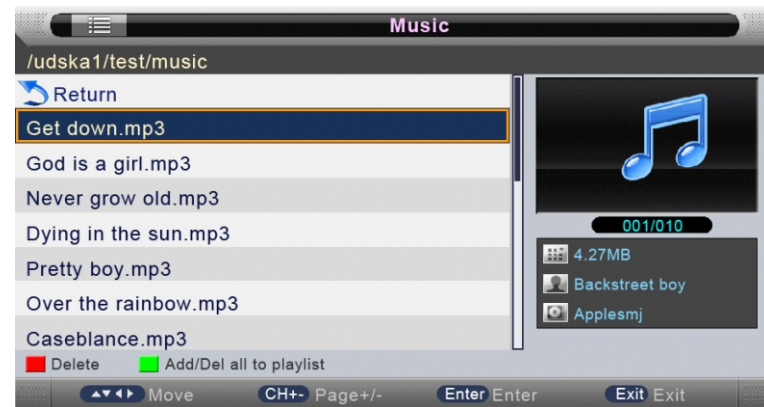 Music
/udska1/test/music
Return
Get down.mp3
God is a girl.mp3
Never grow old.mp3
Dying in the sun.mp3
Pretty boy.mp3
Over the rainbow.mp3
Caseblance.mp3
001/010
4.27MB
Backstreet boy
Applesmj
Delete Add/Del all to playlist
Move CH+- Page+/- Enter Enter Exit Exit